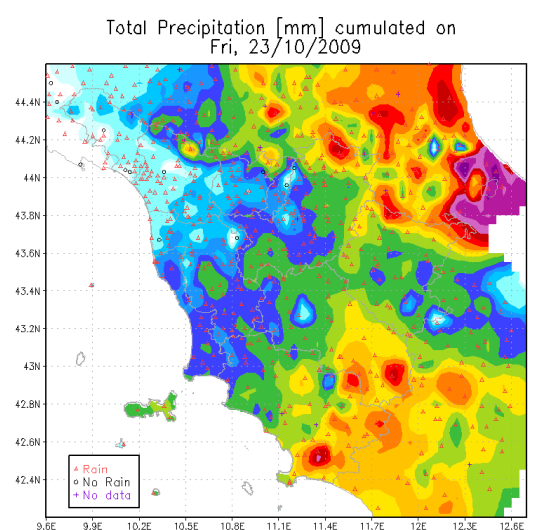 Total Precipitation [mm] cumulated on
Fri, 23/10/2009
44.4N
44.2N
44N
43.8N
43.6N
43.4N
43.2N
43N
42.8N
42.6N
42.4N
Rain
No Rain
No data
9.6E 9.9E 10.2E 10.5E 10.8E 11.1E 11.4E 11.7E 12E 12.3E 12.6E